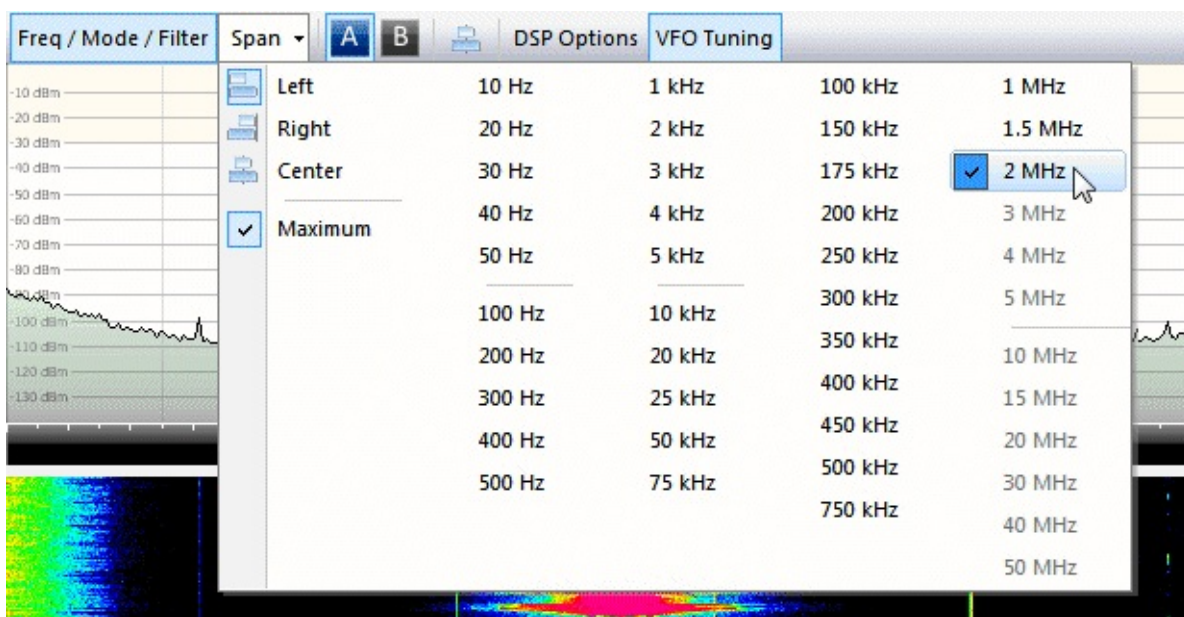 Freq / Mode / Filter Span A B DSP Options VFO Tuning
-10 dBm
-20 dBm
-30 dBm
-40 dBm
-50 dBm
-60 dBm
-70 dBm
-80 dBm
-90 dBm
-100 dBm
-110 dBm
-120 dBm
-130 dBm
Left
Right
Center
Maximum
10 Hz
20 Hz
30 Hz
40 Hz
50 Hz
100 Hz
200 Hz
300 Hz
400 Hz
500 Hz
1 kHz
2 kHz
3 kHz
4 kHz
5 kHz
10 kHz
20 kHz
25 kHz
50 kHz
75 kHz
100 kHz
150 kHz
175 kHz
200 kHz
250 kHz
300 kHz
350 kHz
400 kHz
450 kHz
500 kHz
750 kHz
1 MHz
1.5 MHz
2 MHz
3 MHz
4 MHz
5 MHz
10 MHz
15 MHz
20 MHz
30 MHz
40 MHz
50 MHz